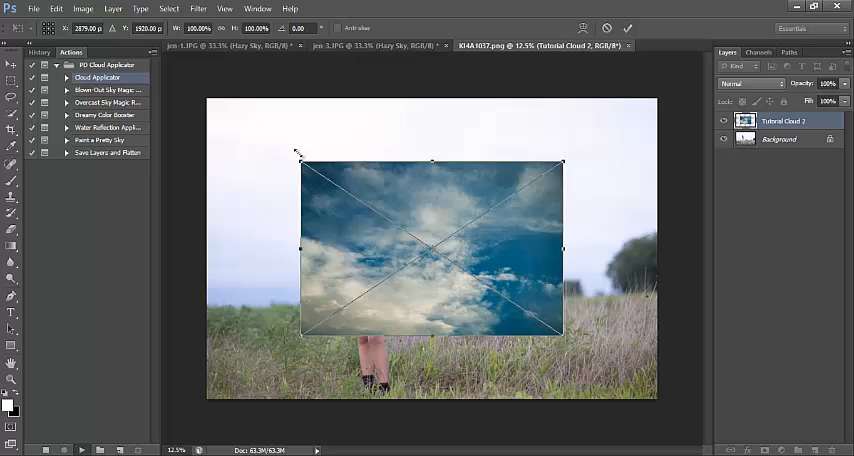 Ps File Edit Image Layer Type Select Filter View Window Help
X: 2879.00 p Y: 1920.00 p W: 100.00% H: 100.00% 0.00 Antialias Essentials
History Actions
jen-1.JPG @ 33.3% (Hazy Sky, RGB/8) * × jen-3.JPG @ 33.3% (Hazy Sky, RGB/8) * × KI4A1037.png @ 12.5% (Tutorial Cloud 2, RGB/8*) ×
Layers Channels Paths
PD Cloud Applicator
Cloud Applicator
Blown-Out Sky Magic ...
Overcast Sky Magic R...
Dreamy Color Booster
Water Reflection Appli...
Paint a Pretty Sky
Save Layers and Flatten
Kind
Normal Opacity: 100%
Lock: Fill: 100%
Tutorial Cloud 2
Background
12.5% Doc: 63.3M/63.3M